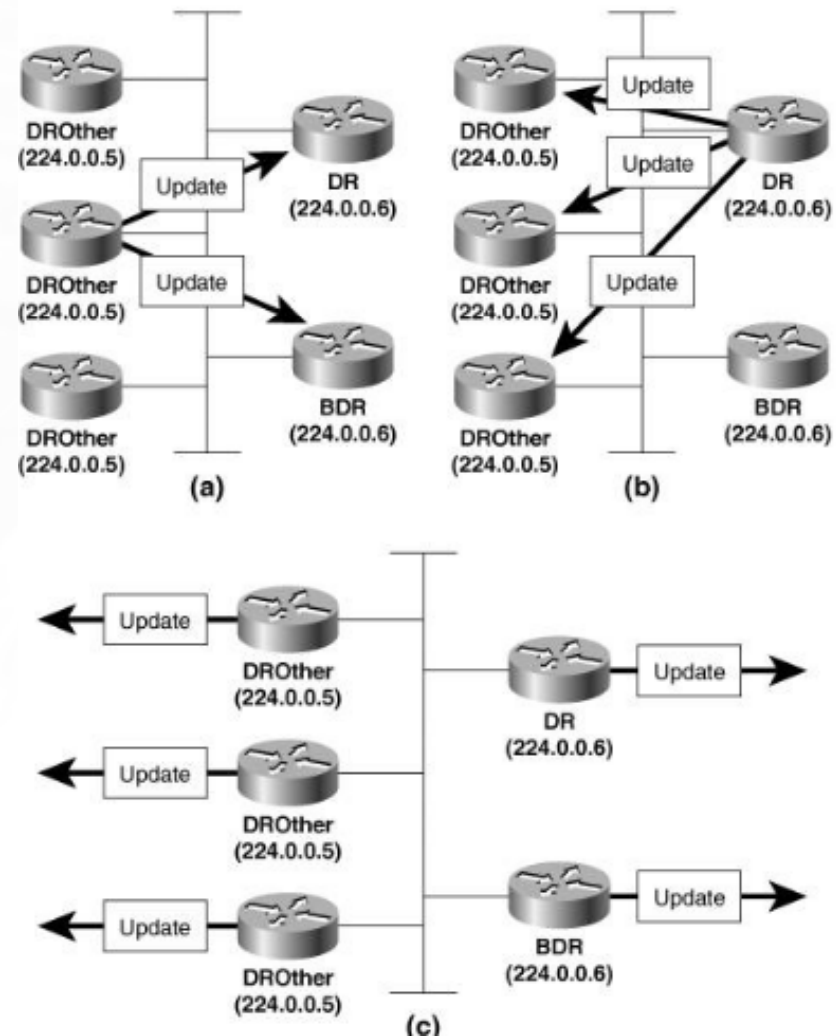 DROther
(224.0.0.5)
Update
DR
(224.0.0.6)
DROther
(224.0.0.5)
Update
BDR
(224.0.0.6)
DROther
(224.0.0.5)
(a)
Update
DROther
(224.0.0.5)
Update
DR
(224.0.0.6)
DROther
(224.0.0.5)
Update
BDR
(224.0.0.6)
DROther
(224.0.0.5)
(b)
Update
DROther
(224.0.0.5)
Update
DR
(224.0.0.6)
Update
DROther
(224.0.0.5)
Update
DROther
(224.0.0.5)
Update
BDR
(224.0.0.6)
(c)